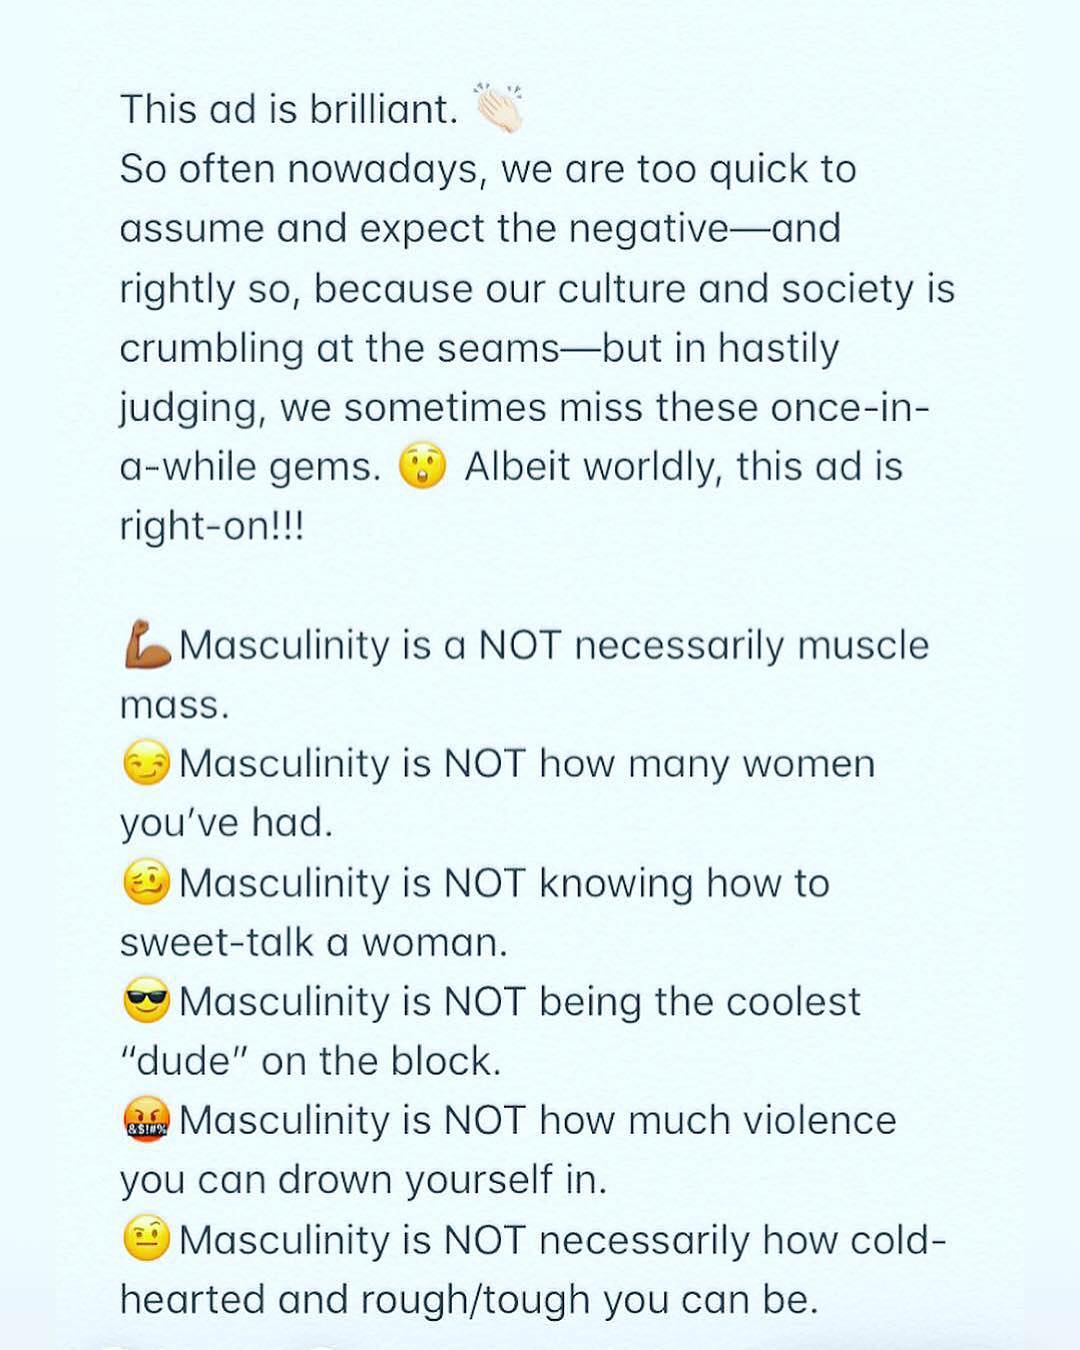 This ad is brilliant. 👏🏻
So often nowadays, we are too quick to
assume and expect the negative—and
rightly so, because our culture and society is
crumbling at the seams—but in hastily
judging, we sometimes miss these once-in-
a-while gems. 😲 Albeit worldly, this ad is
right-on!!!

💪🏾Masculinity is a NOT necessarily muscle
mass.
😏Masculinity is NOT how many women
you’ve had.
🥴Masculinity is NOT knowing how to
sweet-talk a woman.
😎Masculinity is NOT being the coolest
“dude” on the block.
🤬Masculinity is NOT how much violence
you can drown yourself in.
🤨Masculinity is NOT necessarily how cold-
hearted and rough/tough you can be.